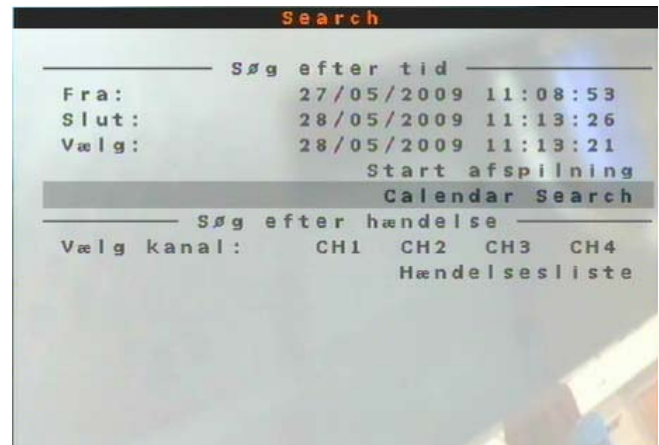 Search
Søg efter tid
Fra: 27/05/2009 11:08:53
Slut: 28/05/2009 11:13:26
Vælg: 28/05/2009 11:13:21
Start afspilning
Calendar Search
Søg efter hændelse
Vælg kanal: CH1 CH2 CH3 CH4
Hændelsesliste